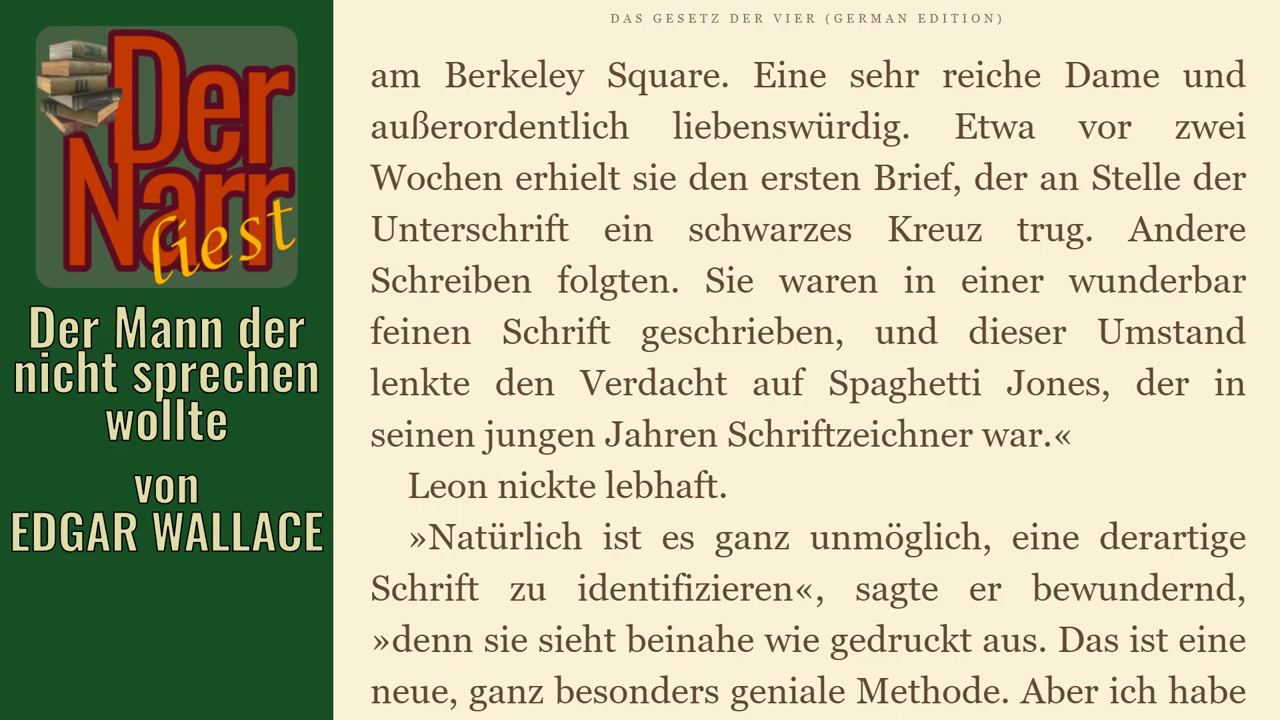 Der
Narr
liest
Der Mann der
nicht sprechen
wollte
von
EDGAR WALLACE
DAS GESETZ DER VIER (GERMAN EDITION)
am Berkeley Square. Eine sehr reiche Dame und
außerordentlich liebenswürdig. Etwa vor zwei
Wochen erhielt sie den ersten Brief, der an Stelle der
Unterschrift ein schwarzes Kreuz trug. Andere
Schreiben folgten. Sie waren in einer wunderbar
feinen Schrift geschrieben, und dieser Umstand
lenkte den Verdacht auf Spaghetti Jones, der in
seinen jungen Jahren Schriftzeichner war.«
Leon nickte lebhaft.
»Natürlich ist es ganz unmöglich, eine derartige
Schrift zu identifizieren«, sagte er bewundernd,
»denn sie sieht beinahe wie gedruckt aus. Das ist eine
neue, ganz besonders geniale Methode. Aber ich habe